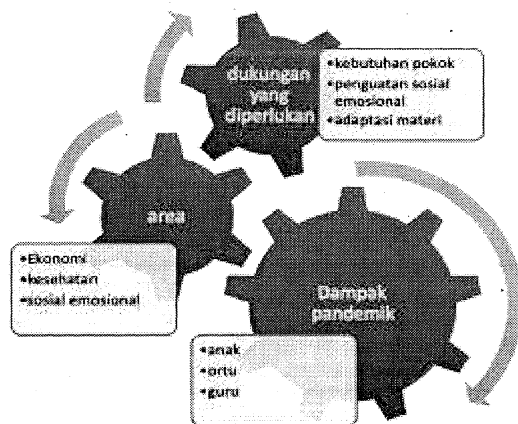 dukungan
yang
diperlukan
•kebutuhan pokok
•penguatan sosial
emosional
•adaptasi materi
area
•Ekonomi
•kesehatan
•sosial emosional
Dampak
pandemik
•anak
•ortu
•guru